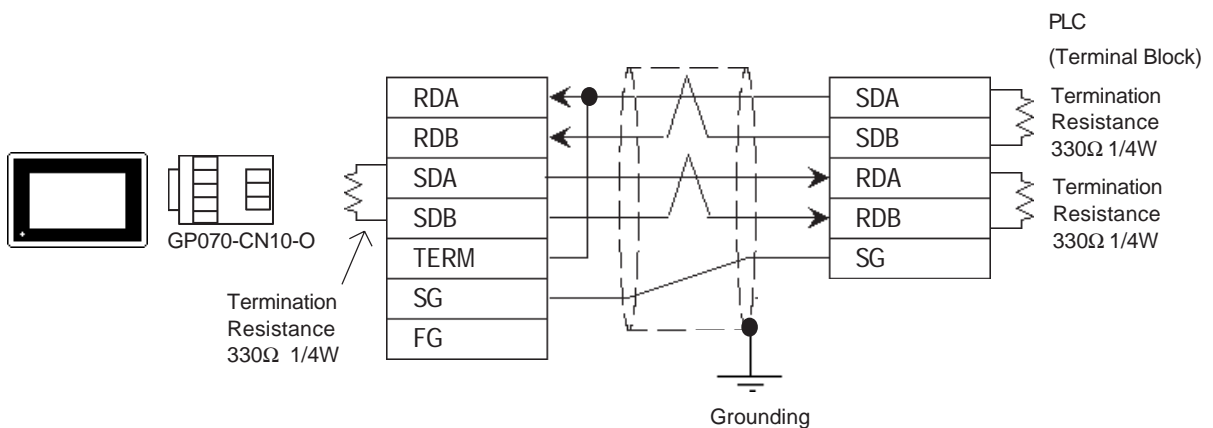 PLC
(Terminal Block)
RDA
RDB
SDA
SDB
TERM
SG
FG
SDA
SDB
RDA
RDB
SG
Termination
Resistance
330Ω 1/4W
Termination
Resistance
330Ω 1/4W
GP070-CN10-O
Termination
Resistance
330Ω 1/4W
Grounding